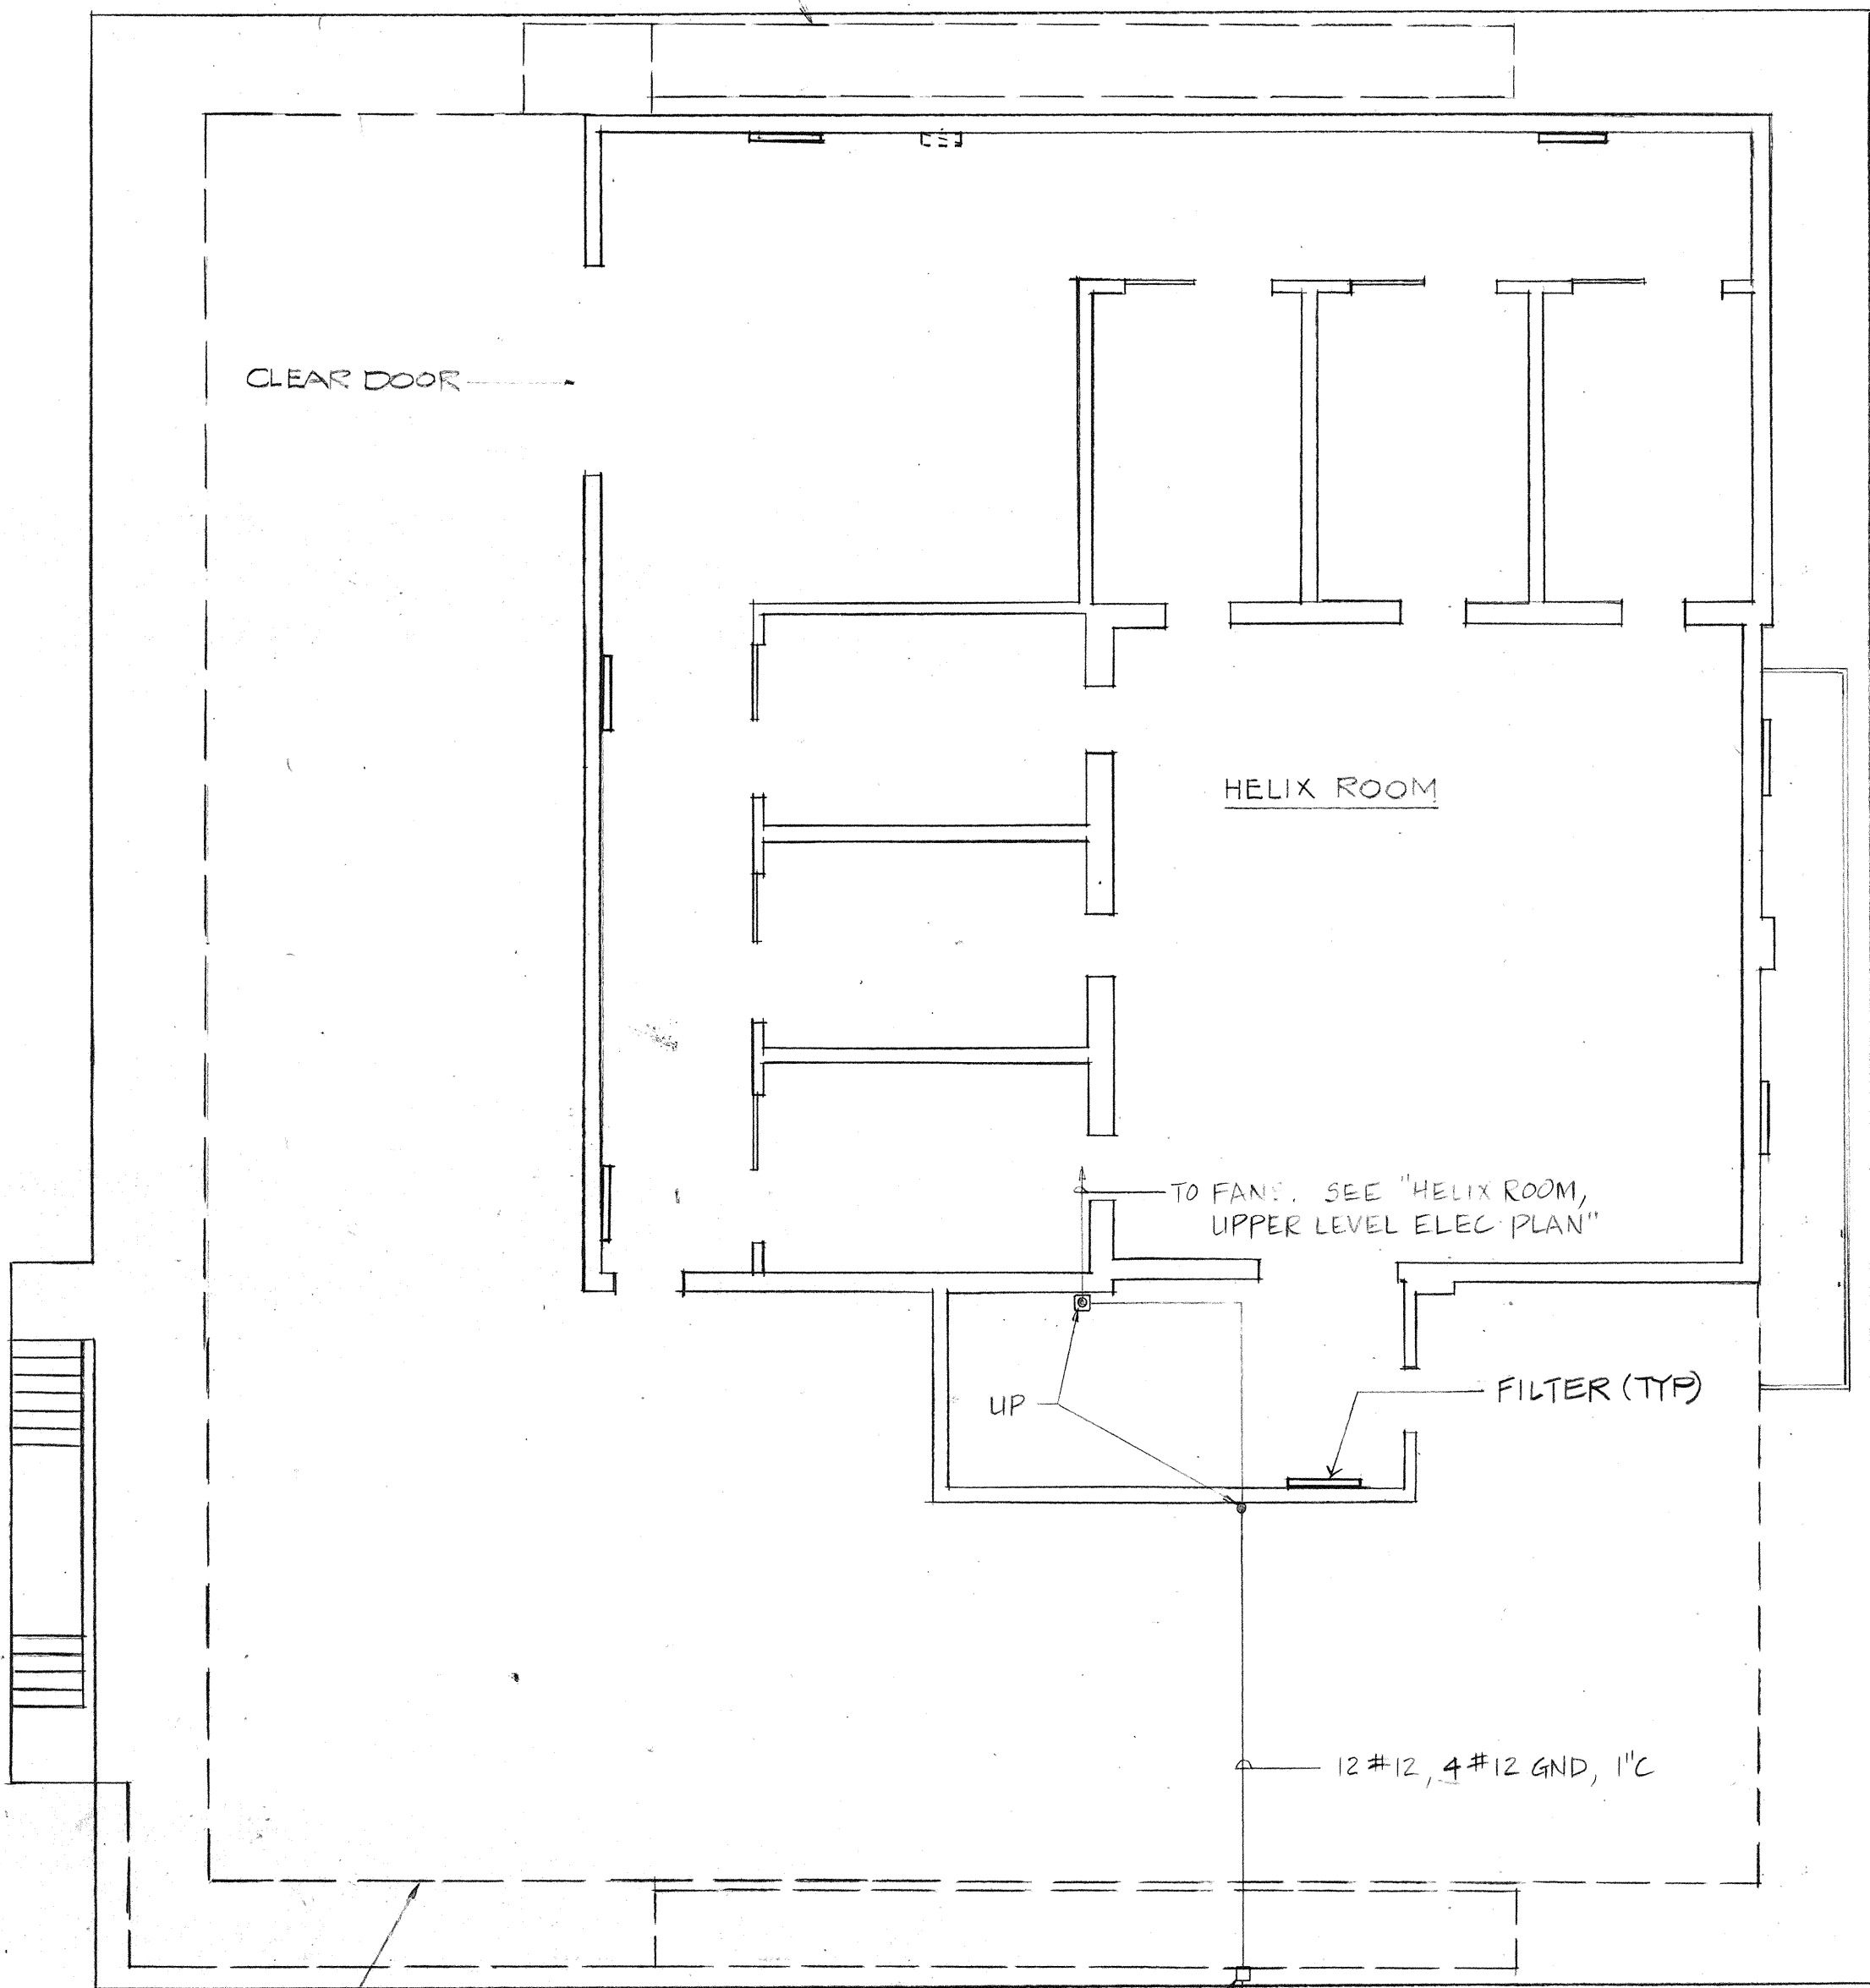 CLEAR DOOR
HELIX ROOM
TO FANS. SEE "HELIX ROOM,
UPPER LEVEL ELEC PLAN"
UP
FILTER (TYP)
12 #12, 4 #12 GND, 1"C